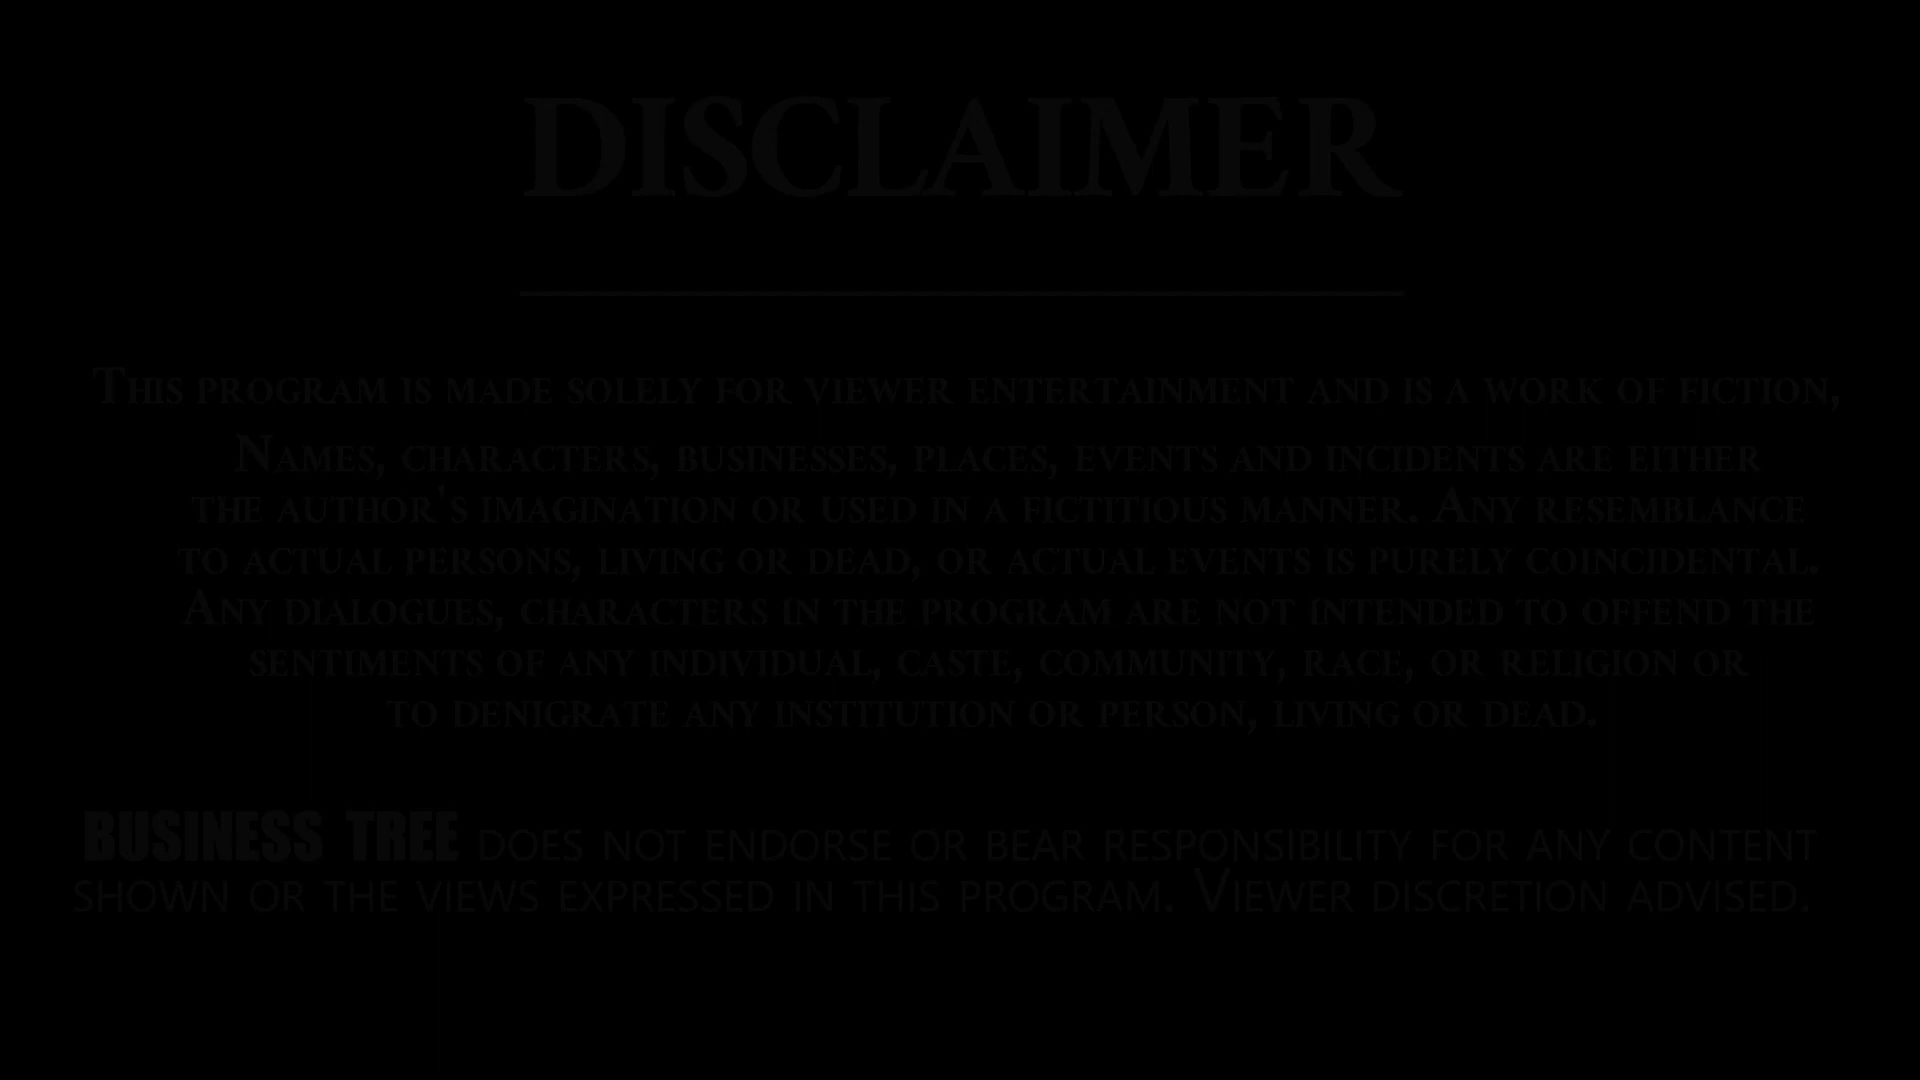 DISCLAIMER
This program is made solely for viewer entertainment and is a work of fiction,
Names, characters, businesses, places, events and incidents are either
the author's imagination or used in a fictitious manner. Any resemblance
to actual persons, living or dead, or actual events is purely coincidental.
Any dialogues, characters in the program are not intended to offend the
sentiments of any individual, caste, community, race, or religion or
to denigrate any institution or person, living or dead.
BUSINESS TREE does not endorse or bear responsibility for any content
shown or the views expressed in this program. Viewer discretion advised.